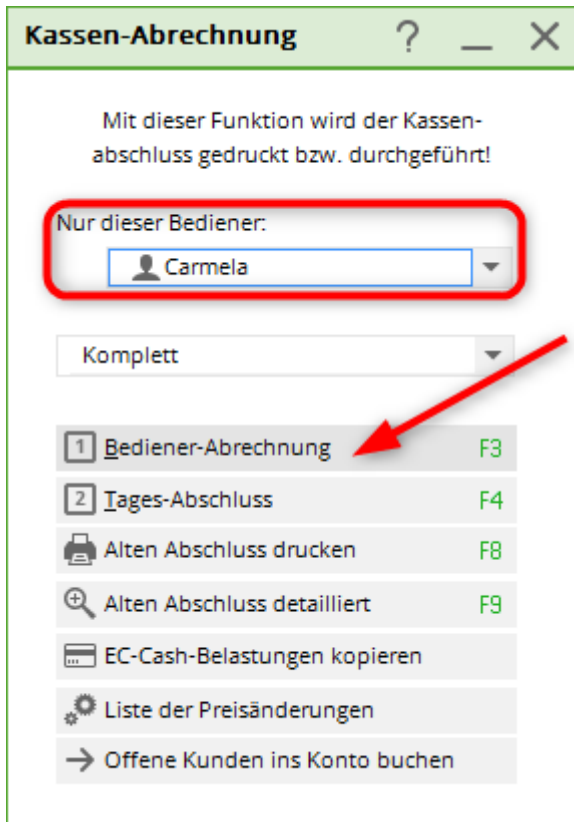 Kassen-Abrechnung ?
Mit dieser Funktion wird der Kassen-
abschluss gedruckt bzw. durchgeführt!
Nur dieser Bediener:
Carmela
Komplett
1 Bediener-Abrechnung F3
2 Tages-Abschluss F4
Alten Abschluss drucken F8
Alten Abschluss detailliert F9
EC-Cash-Belastungen kopieren
Liste der Preisänderungen
Offene Kunden ins Konto buchen